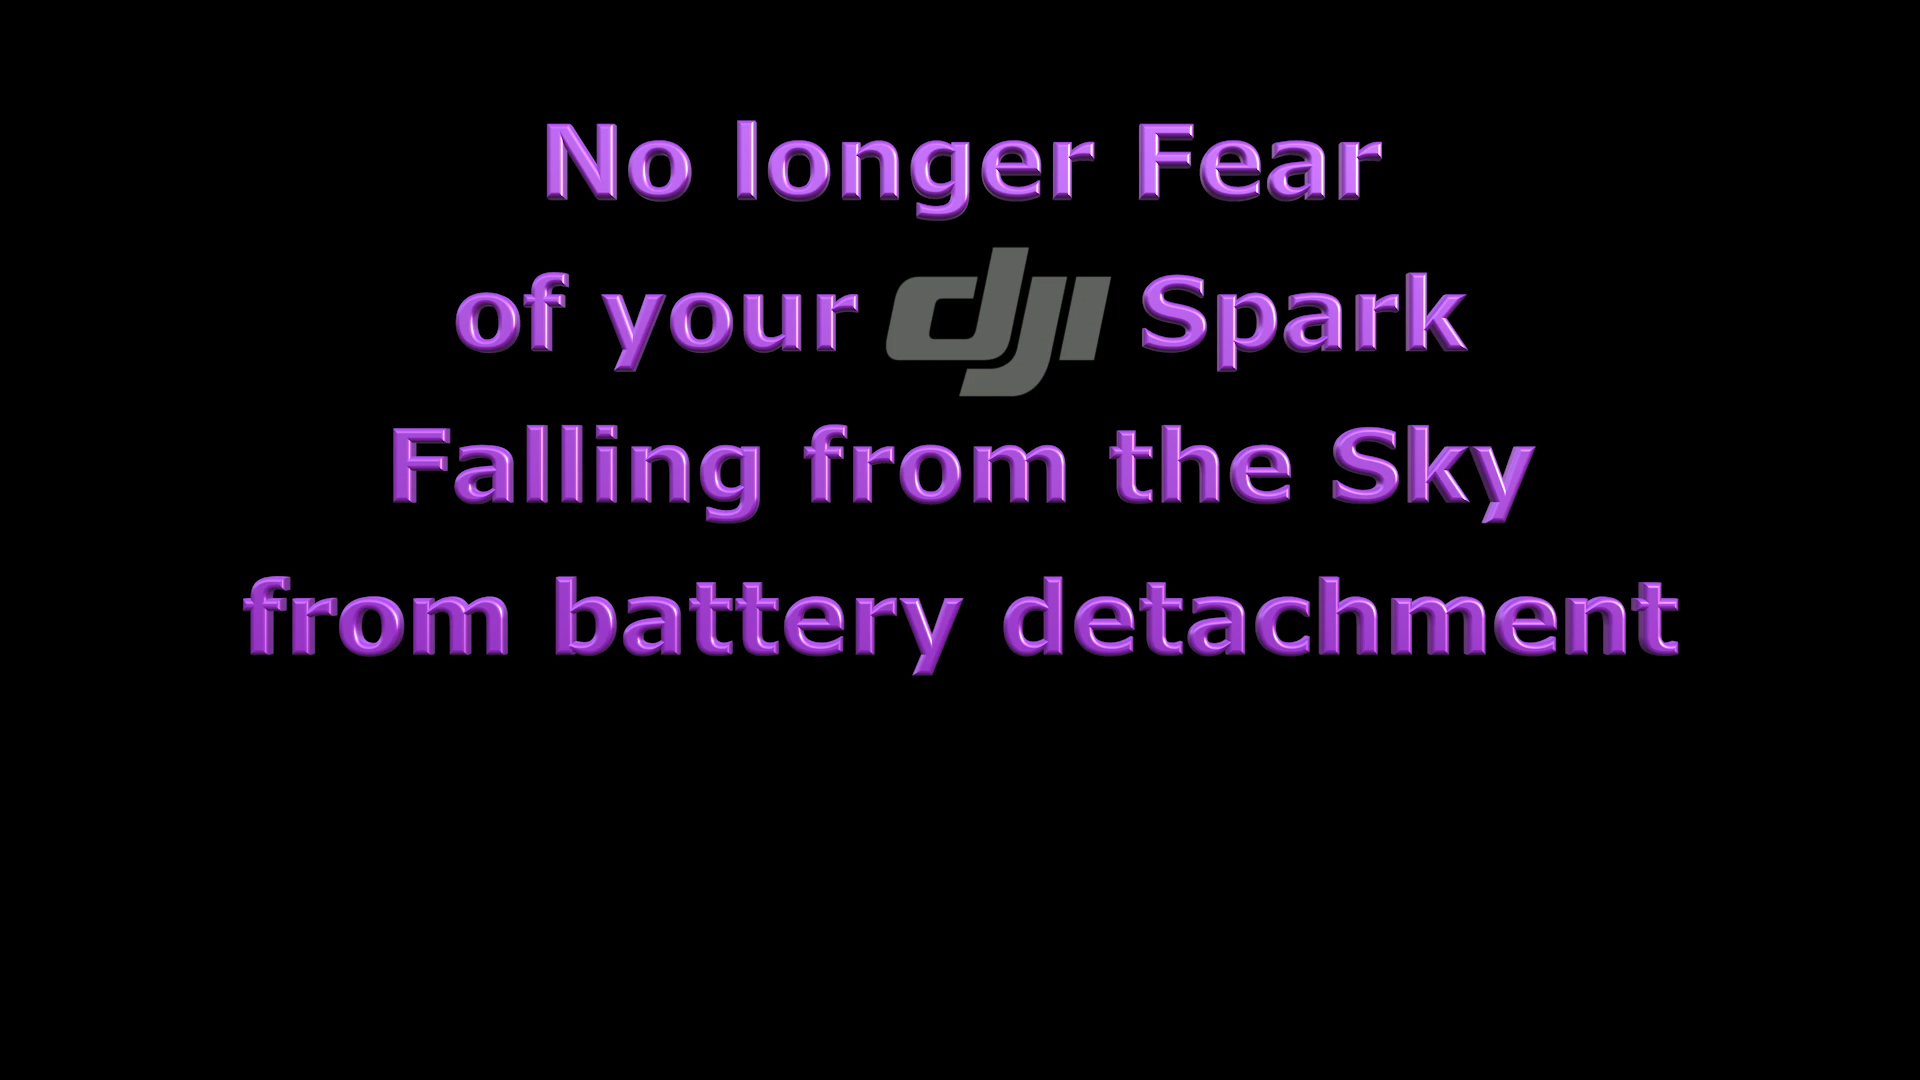 No longer Fear
of your dji Spark
Falling from the Sky
from battery detachment